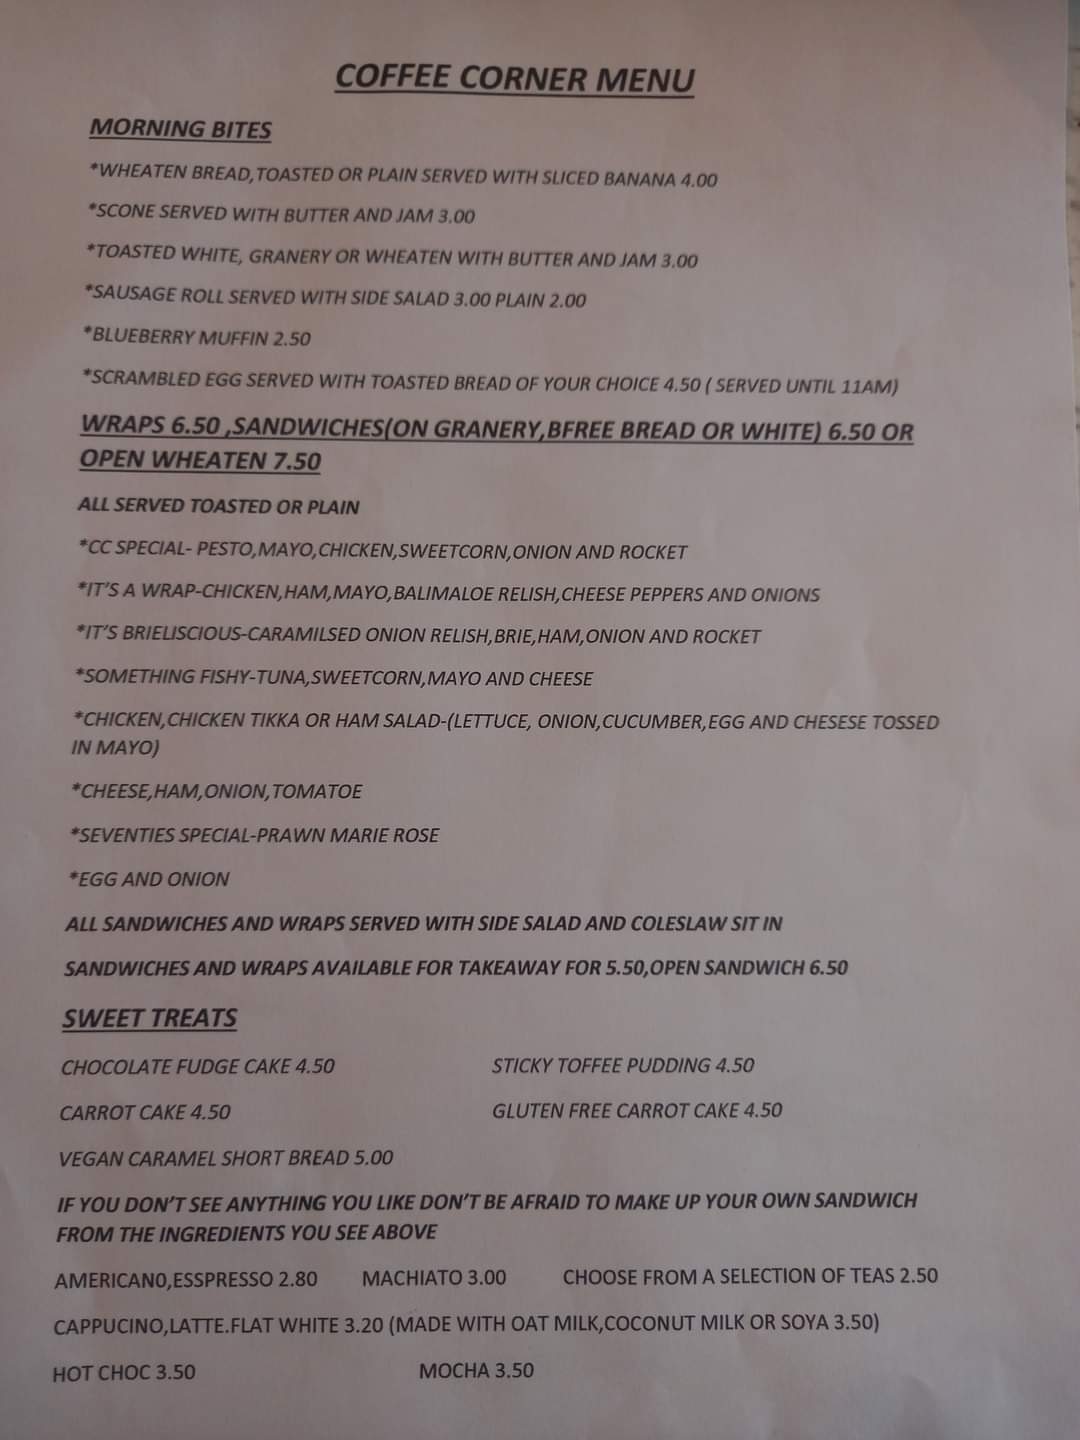 COFFEE CORNER MENU
MORNING BITES
*WHEATEN BREAD,TOASTED OR PLAIN SERVED WITH SLICED BANANA 4.00
*SCONE SERVED WITH BUTTER AND JAM 3.00
*TOASTED WHITE, GRANERY OR WHEATEN WITH BUTTER AND JAM 3.00
*SAUSAGE ROLL SERVED WITH SIDE SALAD 3.00 PLAIN 2.00
*BLUEBERRY MUFFIN 2.50
*SCRAMBLED EGG SERVED WITH TOASTED BREAD OF YOUR CHOICE 4.50 ( SERVED UNTIL 11AM)
WRAPS 6.50 ,SANDWICHES(ON GRANERY,BFREE BREAD OR WHITE) 6.50 OR
OPEN WHEATEN 7.50
ALL SERVED TOASTED OR PLAIN
*CC SPECIAL- PESTO,MAYO,CHICKEN,SWEETCORN,ONION AND ROCKET
*IT'S A WRAP-CHICKEN,HAM,MAYO,BALIMALOE RELISH,CHEESE PEPPERS AND ONIONS
*IT'S BRIELISCIOUS-CARAMILSED ONION RELISH,BRIE,HAM,ONION AND ROCKET
*SOMETHING FISHY-TUNA,SWEETCORN,MAYO AND CHEESE
*CHICKEN,CHICKEN TIKKA OR HAM SALAD-(LETTUCE, ONION,CUCUMBER,EGG AND CHESESE TOSSED
IN MAYO)
*CHEESE,HAM,ONION,TOMATOE
*SEVENTIES SPECIAL-PRAWN MARIE ROSE
*EGG AND ONION
ALL SANDWICHES AND WRAPS SERVED WITH SIDE SALAD AND COLESLAW SIT IN
SANDWICHES AND WRAPS AVAILABLE FOR TAKEAWAY FOR 5.50,OPEN SANDWICH 6.50
SWEET TREATS
CHOCOLATE FUDGE CAKE 4.50 STICKY TOFFEE PUDDING 4.50
CARROT CAKE 4.50 GLUTEN FREE CARROT CAKE 4.50
VEGAN CARAMEL SHORT BREAD 5.00
IF YOU DON'T SEE ANYTHING YOU LIKE DON'T BE AFRAID TO MAKE UP YOUR OWN SANDWICH
FROM THE INGREDIENTS YOU SEE ABOVE
AMERICAN0,ESSPRESSO 2.80 MACHIATO 3.00 CHOOSE FROM A SELECTION OF TEAS 2.50
CAPPUCINO,LATTE.FLAT WHITE 3.20 (MADE WITH OAT MILK,COCONUT MILK OR SOYA 3.50)
HOT CHOC 3.50 MOCHA 3.50